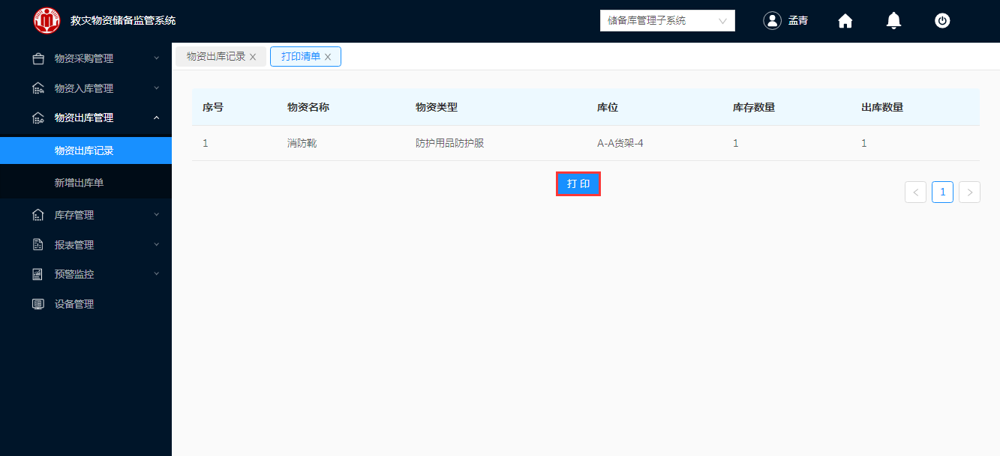 救灾物资储备监管系统
储备库管理子系统
孟青
物资采购管理
物资入库管理
物资出库管理
物资出库记录
新增出库单
库存管理
报表管理
预警监控
设备管理
物资出库记录 X
打印清单 X
序号 物资名称 物资类型 库位 库存数量 出库数量
1 消防靴 防护用品防护服 A-A货架-4 1 1
打 印
< 1 >